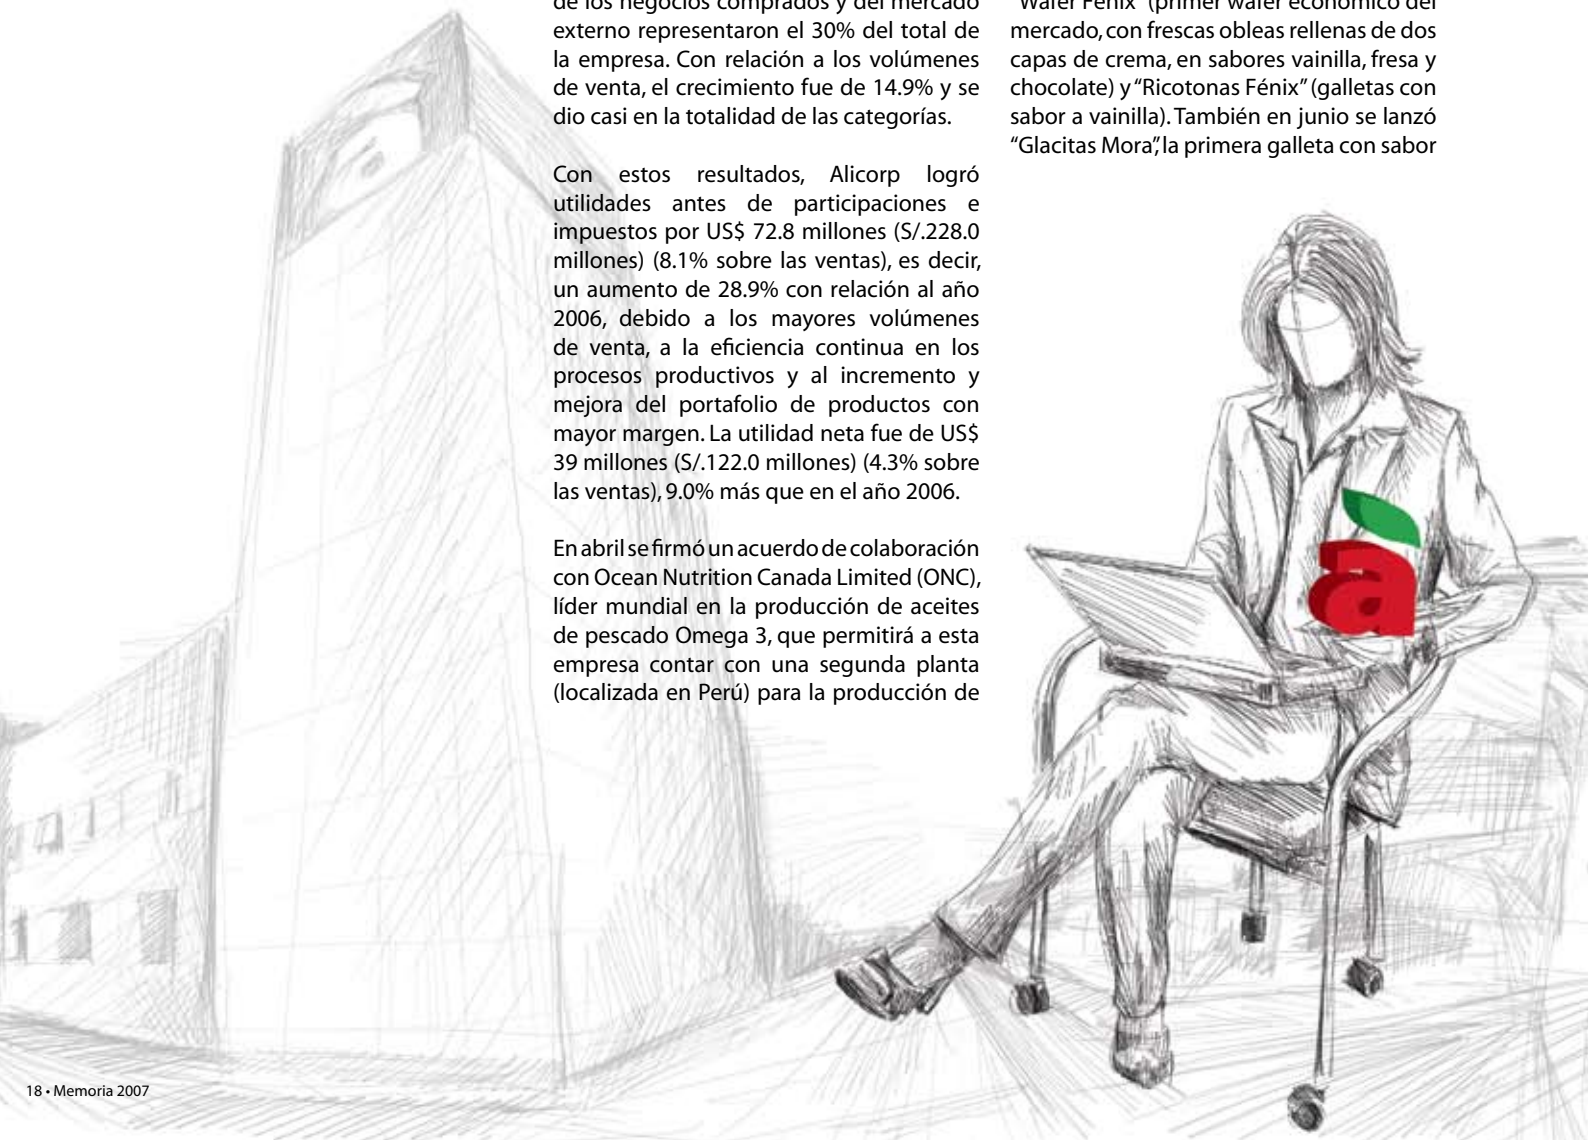 de los negocios comprados y del mercado
externo representaron el 30% del total de
la empresa. Con relación a los volúmenes
de venta, el crecimiento fue de 14.9% y se
dio casi en la totalidad de las categorías.
Con estos resultados, Alicorp logró
utilidades antes de participaciones e
impuestos por US$ 72.8 millones (S/.228.0
millones) (8.1% sobre las ventas), es decir,
un aumento de 28.9% con relación al año
2006, debido a los mayores volúmenes
de venta, a la eficiencia continua en los
procesos productivos y al incremento y
mejora del portafolio de productos con
mayor margen. La utilidad neta fue de US$
39 millones (S/.122.0 millones) (4.3% sobre
las ventas), 9.0% más que en el año 2006.
En abril se firmó un acuerdo de colaboración
con Ocean Nutrition Canada Limited (ONC),
líder mundial en la producción de aceites
de pescado Omega 3, que permitirá a esta
empresa contar con una segunda planta
(localizada en Perú) para la producción de
"Wafer Fénix" (primer wafer económico del
mercado, con frescas obleas rellenas de dos
capas de crema, en sabores vainilla, fresa y
chocolate) y “Ricotonas Fénix” (galletas con
sabor a vainilla). También en junio se lanzó
“Glacitas Mora”, la primera galleta con sabor
a
18 • Memoria 2007